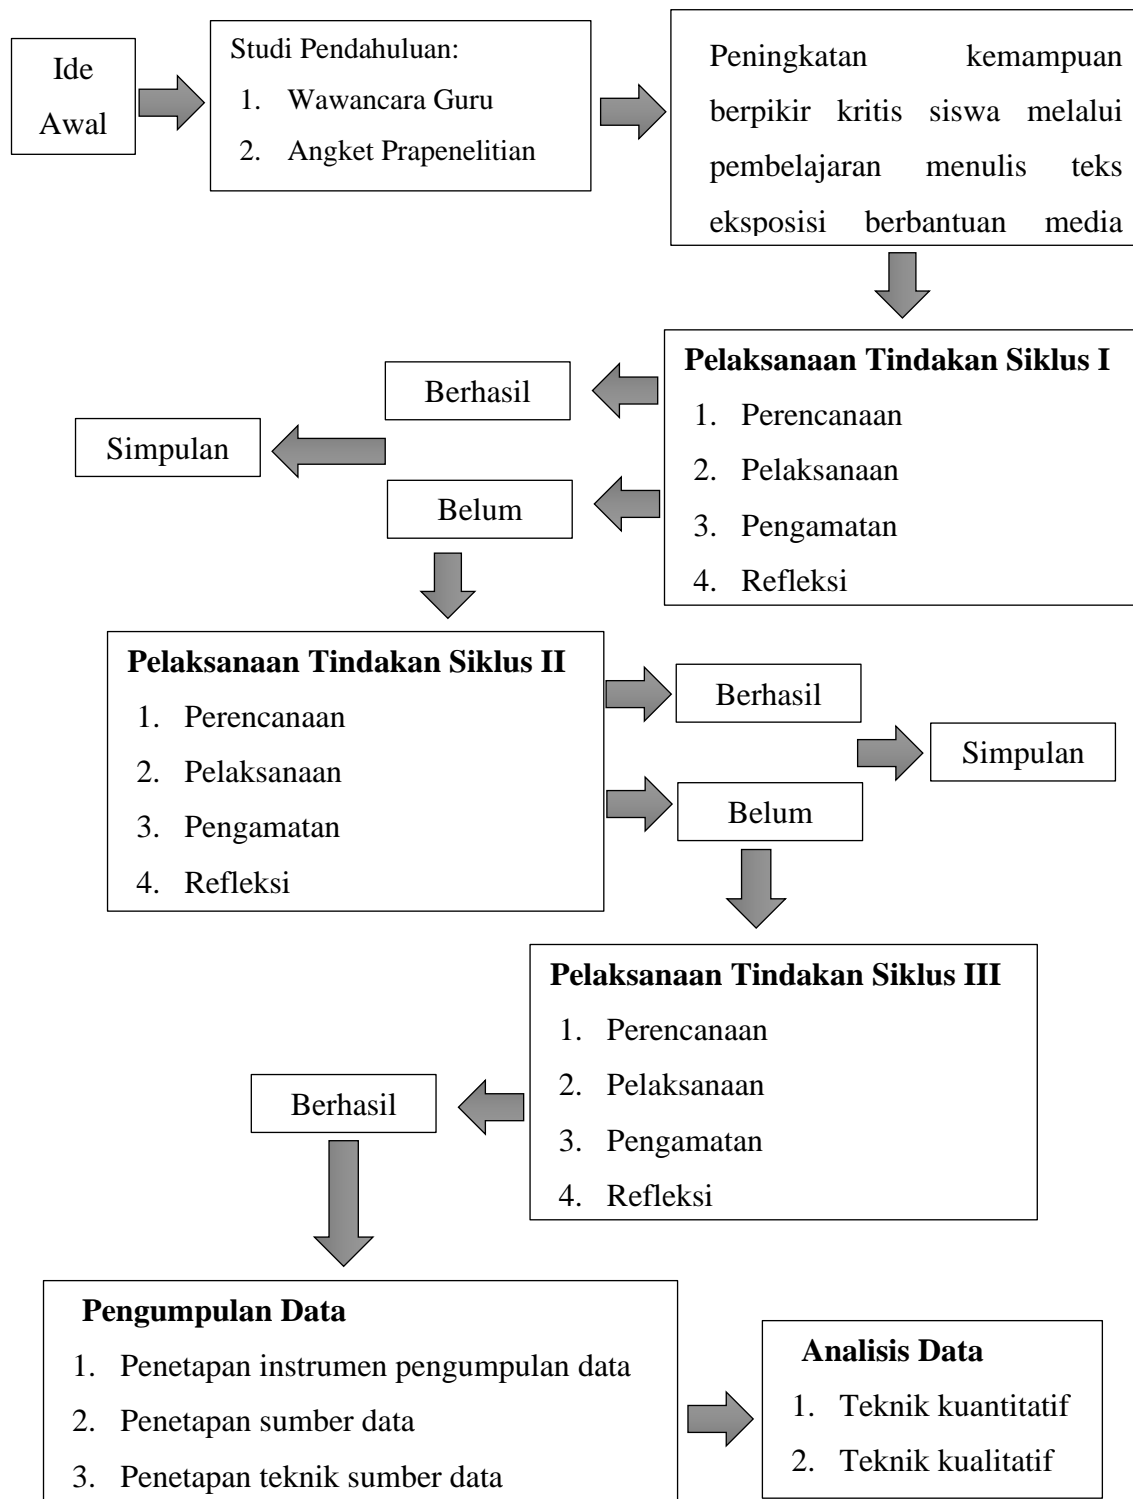 Ide
Awal
Studi Pendahuluan:
1. Wawancara Guru
2. Angket Prapenelitian
Peningkatan kemampuan
berpikir kritis siswa melalui
pembelajaran menulis teks
eksposisi berbantuan media
Pelaksanaan Tindakan Siklus I
1. Perencanaan
2. Pelaksanaan
3. Pengamatan
4. Refleksi
Berhasil
Simpulan
Belum
Pelaksanaan Tindakan Siklus II
1. Perencanaan
2. Pelaksanaan
3. Pengamatan
4. Refleksi
Berhasil
Simpulan
Belum
Pelaksanaan Tindakan Siklus III
1. Perencanaan
2. Pelaksanaan
3. Pengamatan
4. Refleksi
Berhasil
Pengumpulan Data
1. Penetapan instrumen pengumpulan data
2. Penetapan sumber data
3. Penetapan teknik sumber data
Analisis Data
1. Teknik kuantitatif
2. Teknik kualitatif